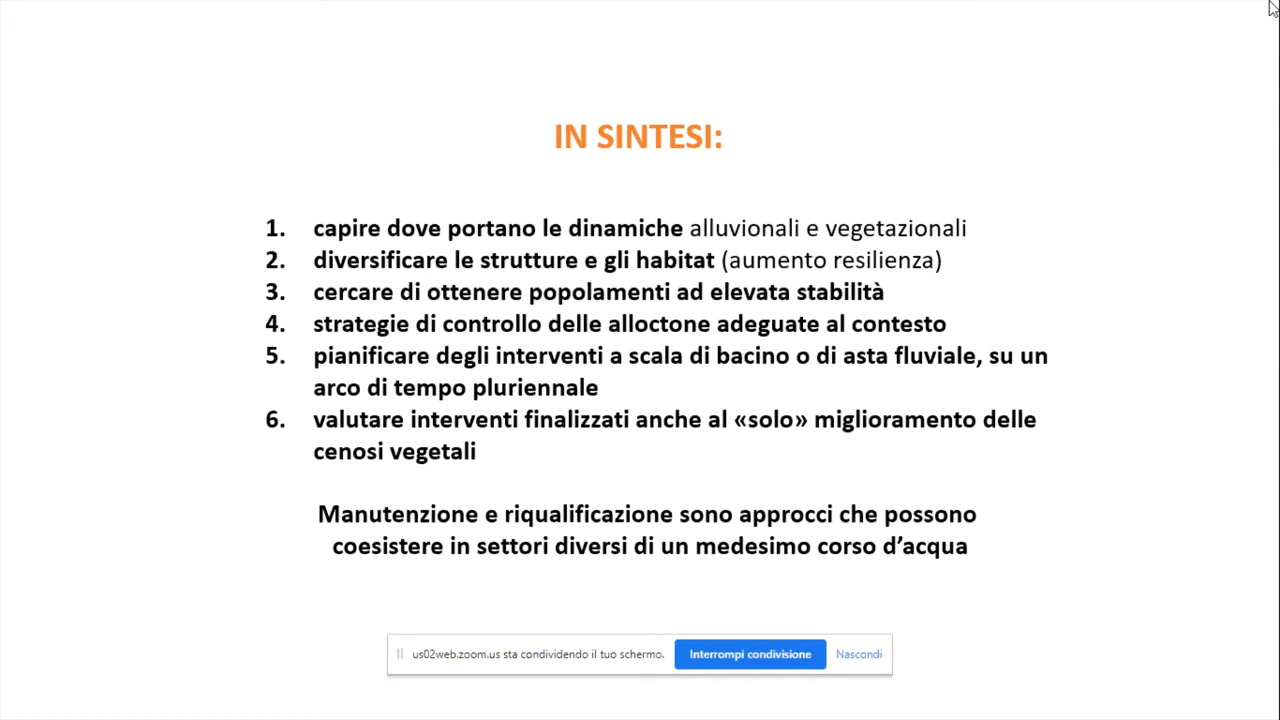 IN SINTESI:
1. capire dove portano le dinamiche alluvionali e vegetazionali
2. diversificare le strutture e gli habitat (aumento resilienza)
3. cercare di ottenere popolamenti ad elevata stabilità
4. strategie di controllo delle alloctone adeguate al contesto
5. pianificare degli interventi a scala di bacino o di asta fluviale, su un
arco di tempo pluriennale
6. valutare interventi finalizzati anche al «solo» miglioramento delle
cenosi vegetali
Manutenzione e riqualificazione sono approcci che possono
coesistere in settori diversi di un medesimo corso d’acqua
us02web.zoom.us sta condividendo il tuo schermo. Interrompi condivisione Nascondi